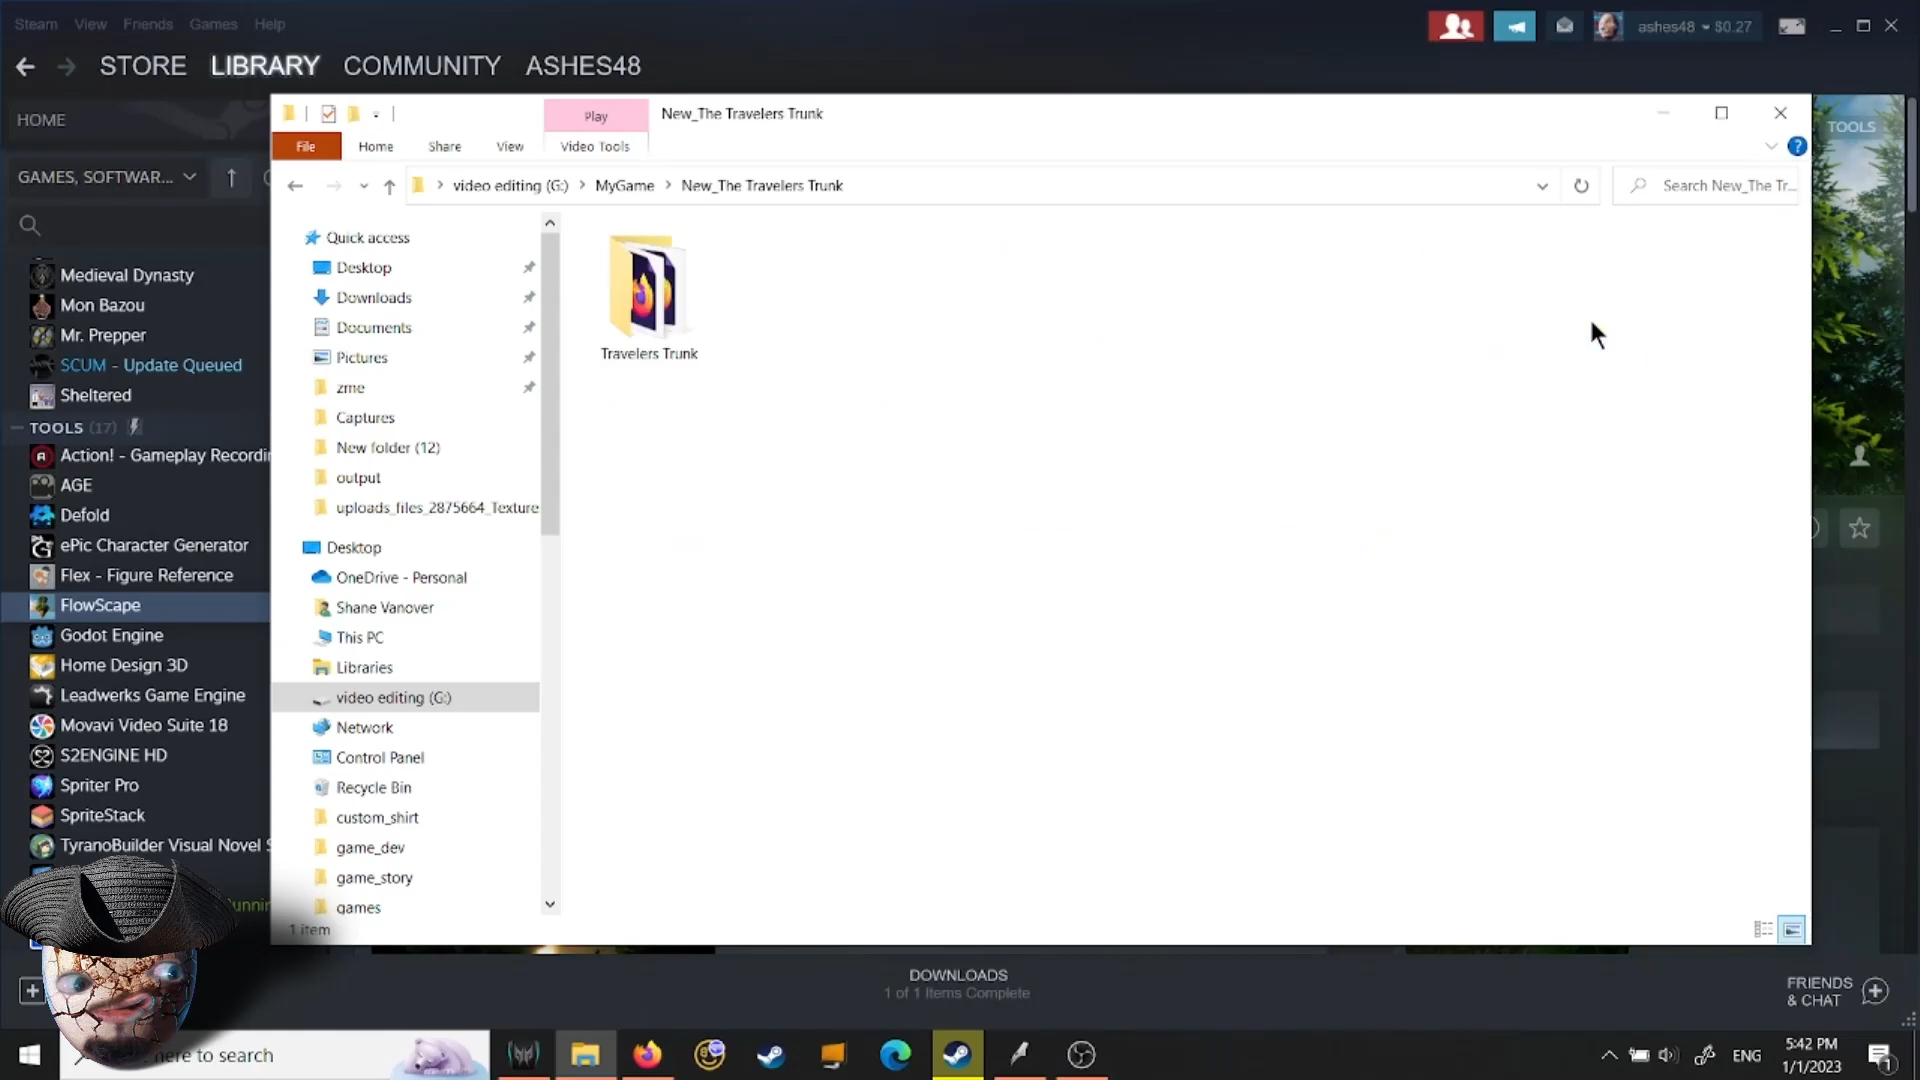 Steam View Friends Games Help
ashes48 $0.27
STORE LIBRARY COMMUNITY ASHES48
HOME
GAMES, SOFTWAR...
Medieval Dynasty
Mon Bazou
Mr. Prepper
SCUM - Update Queued
Sheltered
TOOLS (17)
Action! - Gameplay Recordin
AGE
Defold
ePic Character Generator
Flex - Figure Reference
FlowScape
Godot Engine
Home Design 3D
Leadwerks Game Engine
Movavi Video Suite 18
S2ENGINE HD
Spriter Pro
SpriteStack
TyranoBuilder Visual Novel S
Play New_The Travelers Trunk
File Home Share View Video Tools
video editing (G:) > MyGame > New_The Travelers Trunk
Search New_The Tr...
Quick access
Desktop
Downloads
Documents
Pictures
zme
Captures
New folder (12)
output
uploads_files_2875664_Texture
Desktop
OneDrive - Personal
Shane Vanover
This PC
Libraries
video editing (G:)
Network
Control Panel
Recycle Bin
custom_shirt
game_dev
game_story
games
1 item
Travelers Trunk
TOOLS
DOWNLOADS
1 of 1 Items Complete
FRIENDS
& CHAT
here to search
ENG
5:42 PM
1/1/2023
1